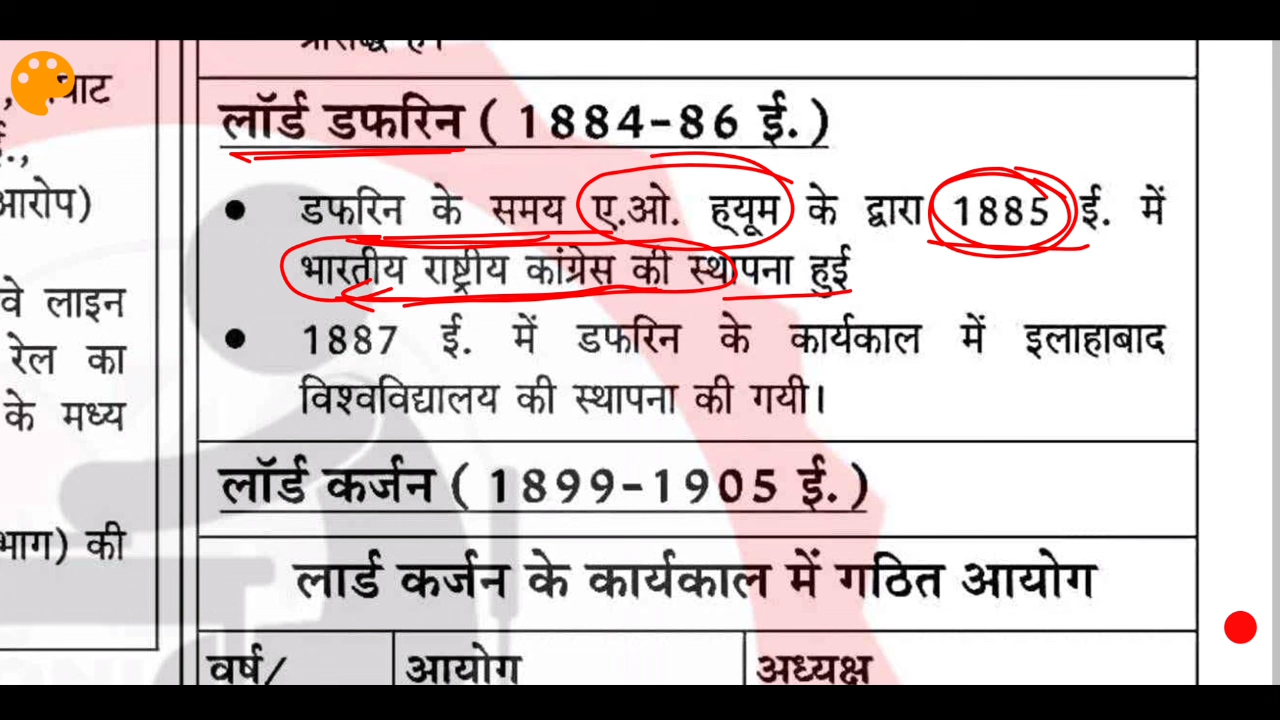 घाट
ई.,
आरोप)
वे लाइन
रेल का
के मध्य
भाग) की
लॉर्ड डफरिन ( 1884-86 ई. )
● डफरिन के समय ए.ओ. ह्यूम के द्वारा 1885 ई. में
भारतीय राष्ट्रीय कांग्रेस की स्थापना हुई
● 1887 ई. में डफरिन के कार्यकाल में इलाहाबाद
विश्वविद्यालय की स्थापना की गयी।
लॉर्ड कर्जन ( 1899-1905 ई. )
लार्ड कर्जन के कार्यकाल में गठित आयोग
वर्ष/ आयोग अध्यक्ष